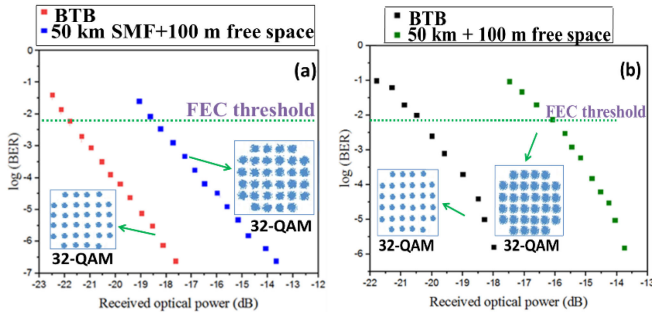 BTB
50 km SMF+100 m free space
(a)
FEC threshold
32-QAM
32-QAM
log (BER)
0
-1
-2
-3
-4
-5
-6
-7
-23 -22 -21 -20 -19 -18 -17 -16 -15 -14 -13 -12
Received optical power (dB)
BTB
50 km + 100 m free space
(b)
FEC threshold
32-QAM
32-QAM
log (BER)
0
-1
-2
-3
-4
-5
-6
-22 -21 -20 -19 -18 -17 -16 -15 -14 -13
Received optical power (dB)